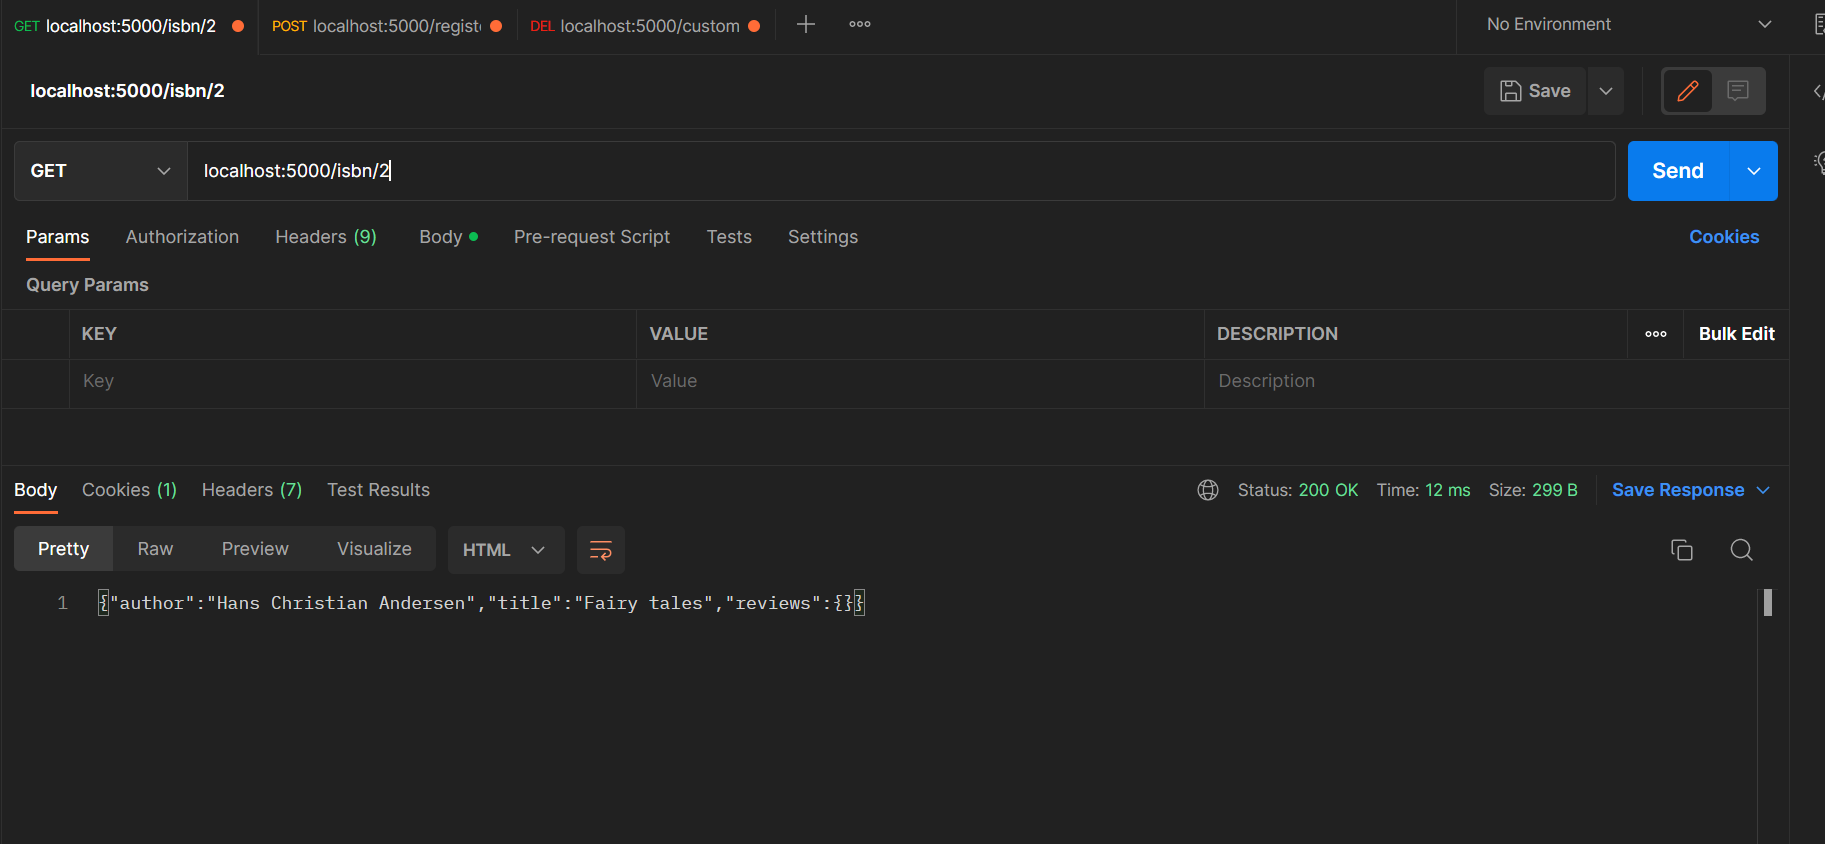 GET localhost:5000/isbn/2 POST localhost:5000/regist DEL localhost:5000/custom No Environment
localhost:5000/isbn/2 Save
GET localhost:5000/isbn/2 Send
Params Authorization Headers (9) Body Pre-request Script Tests Settings Cookies
Query Params
KEY VALUE DESCRIPTION Bulk Edit
Key Value Description
Body Cookies (1) Headers (7) Test Results Status: 200 OK Time: 12 ms Size: 299 B Save Response
Pretty Raw Preview Visualize HTML
1 {"author":"Hans Christian Andersen","title":"Fairy tales","reviews":{}}